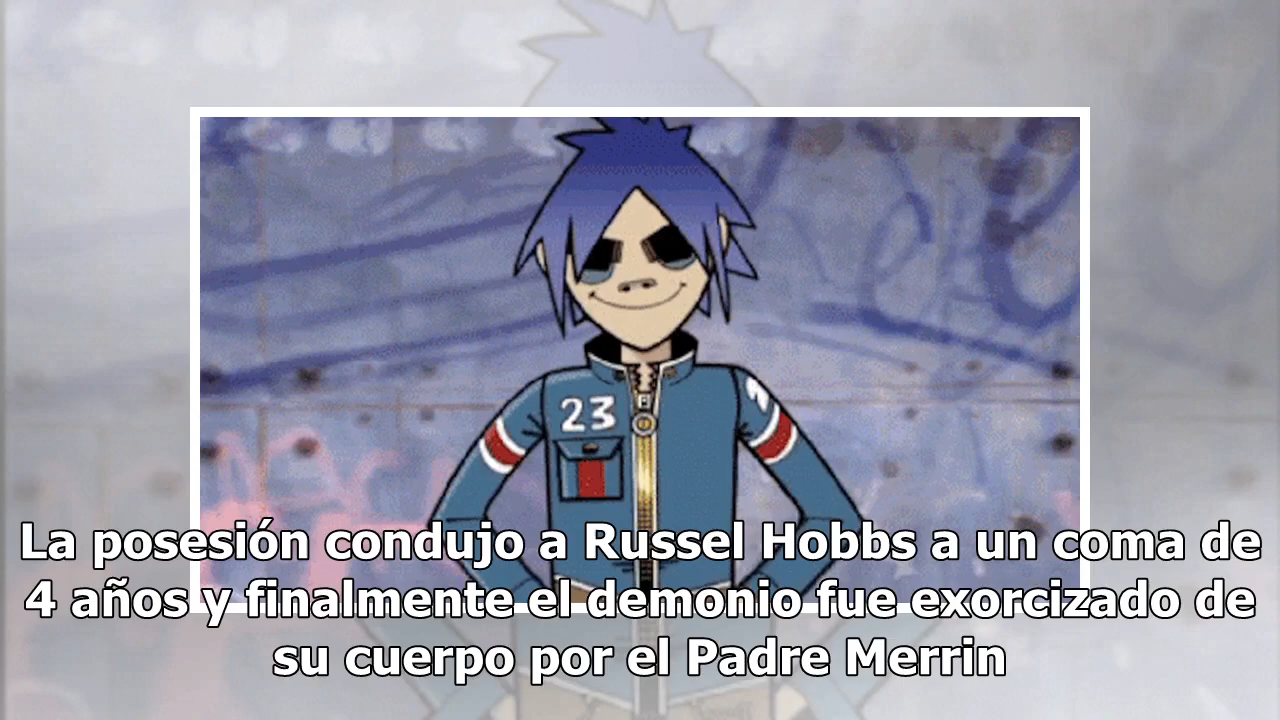 23
La posesión condujo a Russel Hobbs a un coma de
4 años y finalmente el demonio fue exorcizado de
su cuerpo por el Padre Merrin